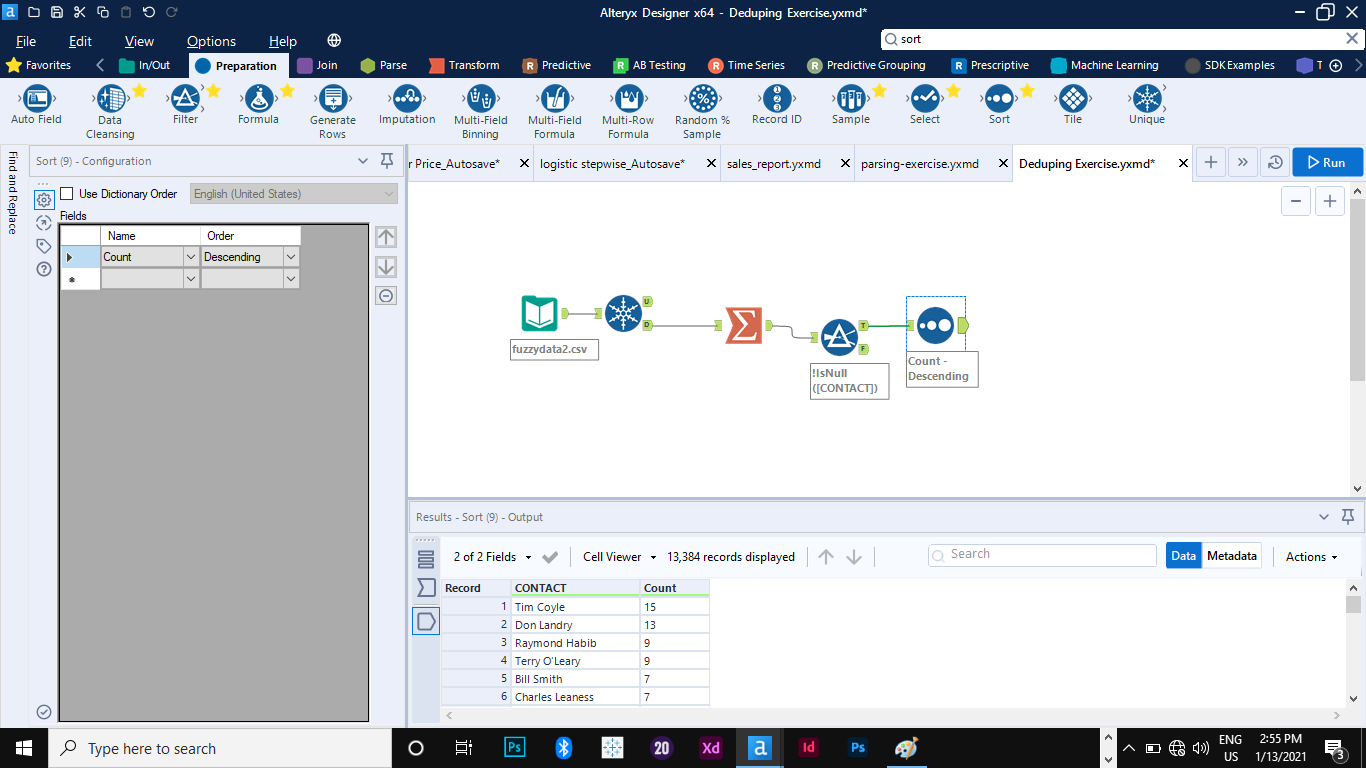 Alteryx Designer x64 - Deduping Exercise.yxmd*
File Edit View Options Help
sort
Favorites In/Out Preparation Join Parse Transform Predictive AB Testing Time Series Predictive Grouping Prescriptive Machine Learning SDK Examples T
Auto Field
Data
Cleansing
Filter
Formula
Generate
Rows
Imputation
Multi-Field
Binning
Multi-Field
Formula
Multi-Row
Formula
Random %
Sample
Record ID
Sample
Select
Sort
Tile
Unique
Find and Replace
Sort (9) - Configuration
Use Dictionary Order English (United States)
Fields
Name Order
Count Descending
r Price_Autosave* logistic stepwise_Autosave* sales_report.yxmd parsing-exercise.yxmd Deduping Exercise.yxmd* Run
fuzzydata2.csv
U
D
T
F
!IsNull
([CONTACT])
Count -
Descending
Results - Sort (9) - Output
2 of 2 Fields Cell Viewer 13,384 records displayed Search Data Metadata Actions
Record CONTACT Count
1 Tim Coyle 15
2 Don Landry 13
3 Raymond Habib 9
4 Terry O'Leary 9
5 Bill Smith 7
6 Charles Leaness 7
Type here to search
Ps
20
Xd
a
Id
Ps
ENG
US
2:55 PM
1/13/2021
3